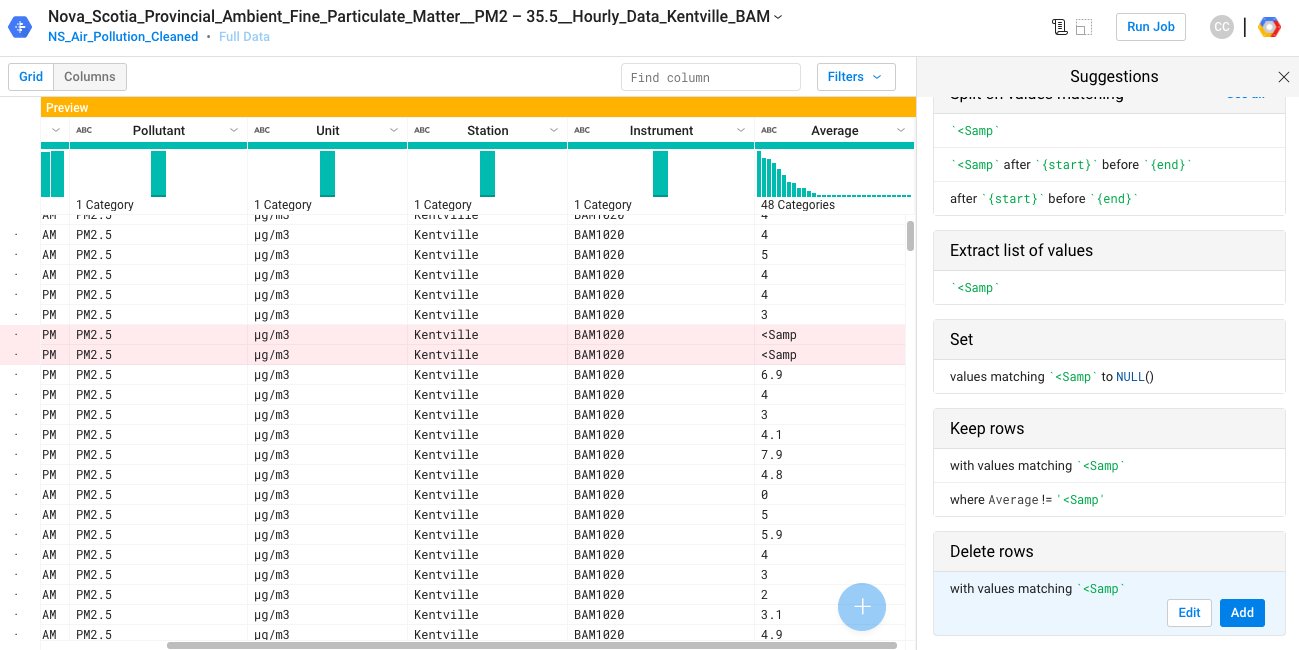 Nova_Scotia_Provincial_Ambient_Fine_Particulate_Matter__PM2 – 35.5__Hourly_Data_Kentville_BAM
NS_Air_Pollution_Cleaned • Full Data
Run Job
CC
Grid Columns
Find column
Filters
Suggestions
Preview
ABC Pollutant ABC Unit ABC Station ABC Instrument ABC Average
1 Category 1 Category 1 Category 1 Category 48 Categories
AM PM2.5 µg/m3 Kentville BAM1020 4
AM PM2.5 µg/m3 Kentville BAM1020 4
AM PM2.5 µg/m3 Kentville BAM1020 5
AM PM2.5 µg/m3 Kentville BAM1020 4
PM PM2.5 µg/m3 Kentville BAM1020 4
PM PM2.5 µg/m3 Kentville BAM1020 3
PM PM2.5 µg/m3 Kentville BAM1020 <Samp
PM PM2.5 µg/m3 Kentville BAM1020 <Samp
PM PM2.5 µg/m3 Kentville BAM1020 6.9
PM PM2.5 µg/m3 Kentville BAM1020 4
PM PM2.5 µg/m3 Kentville BAM1020 3
PM PM2.5 µg/m3 Kentville BAM1020 4.1
PM PM2.5 µg/m3 Kentville BAM1020 7.9
PM PM2.5 µg/m3 Kentville BAM1020 4.8
AM PM2.5 µg/m3 Kentville BAM1020 0
AM PM2.5 µg/m3 Kentville BAM1020 5
AM PM2.5 µg/m3 Kentville BAM1020 5.9
AM PM2.5 µg/m3 Kentville BAM1020 4
AM PM2.5 µg/m3 Kentville BAM1020 3
AM PM2.5 µg/m3 Kentville BAM1020 2
AM PM2.5 µg/m3 Kentville BAM1020 3.1
AM PM2.5 µg/m3 Kentville BAM1020 4.9
Split on values matching
`<Samp`
`<Samp` after `{start}` before `{end}`
after `{start}` before `{end}`
Extract list of values
`<Samp`
Set
values matching `<Samp` to NULL()
Keep rows
with values matching `<Samp`
where Average != '<Samp'
Delete rows
with values matching `<Samp`
Edit Add